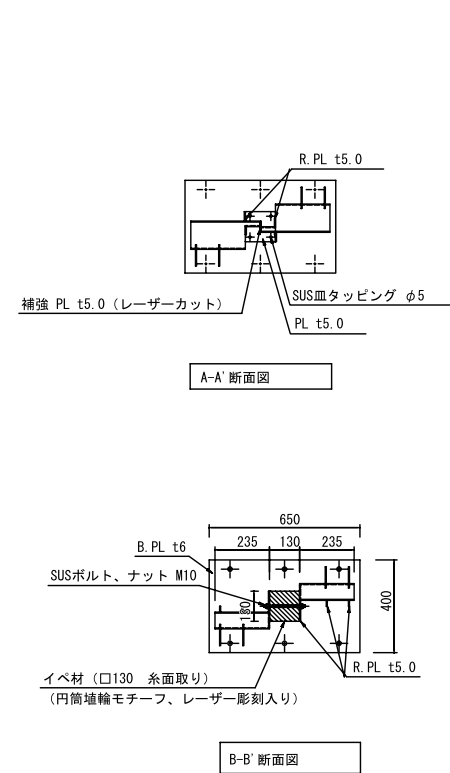 R.PL t5.0
SUS皿タッピング φ5
補強 PL t5.0（レーザーカット）
PL t5.0
A-A' 断面図
650
235 130 235
B.PL t6
SUSボルト、ナット M10
130
400
R.PL t5.0
イペ材（□130　糸面取り）
（円筒埴輪モチーフ、レーザー彫刻入り）
B-B' 断面図